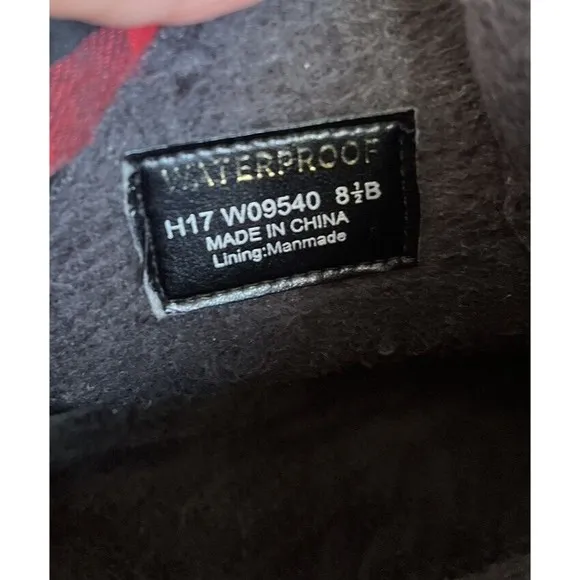 WATERPROOF
H17 W09540 8½B
MADE IN CHINA
Lining:Manmade